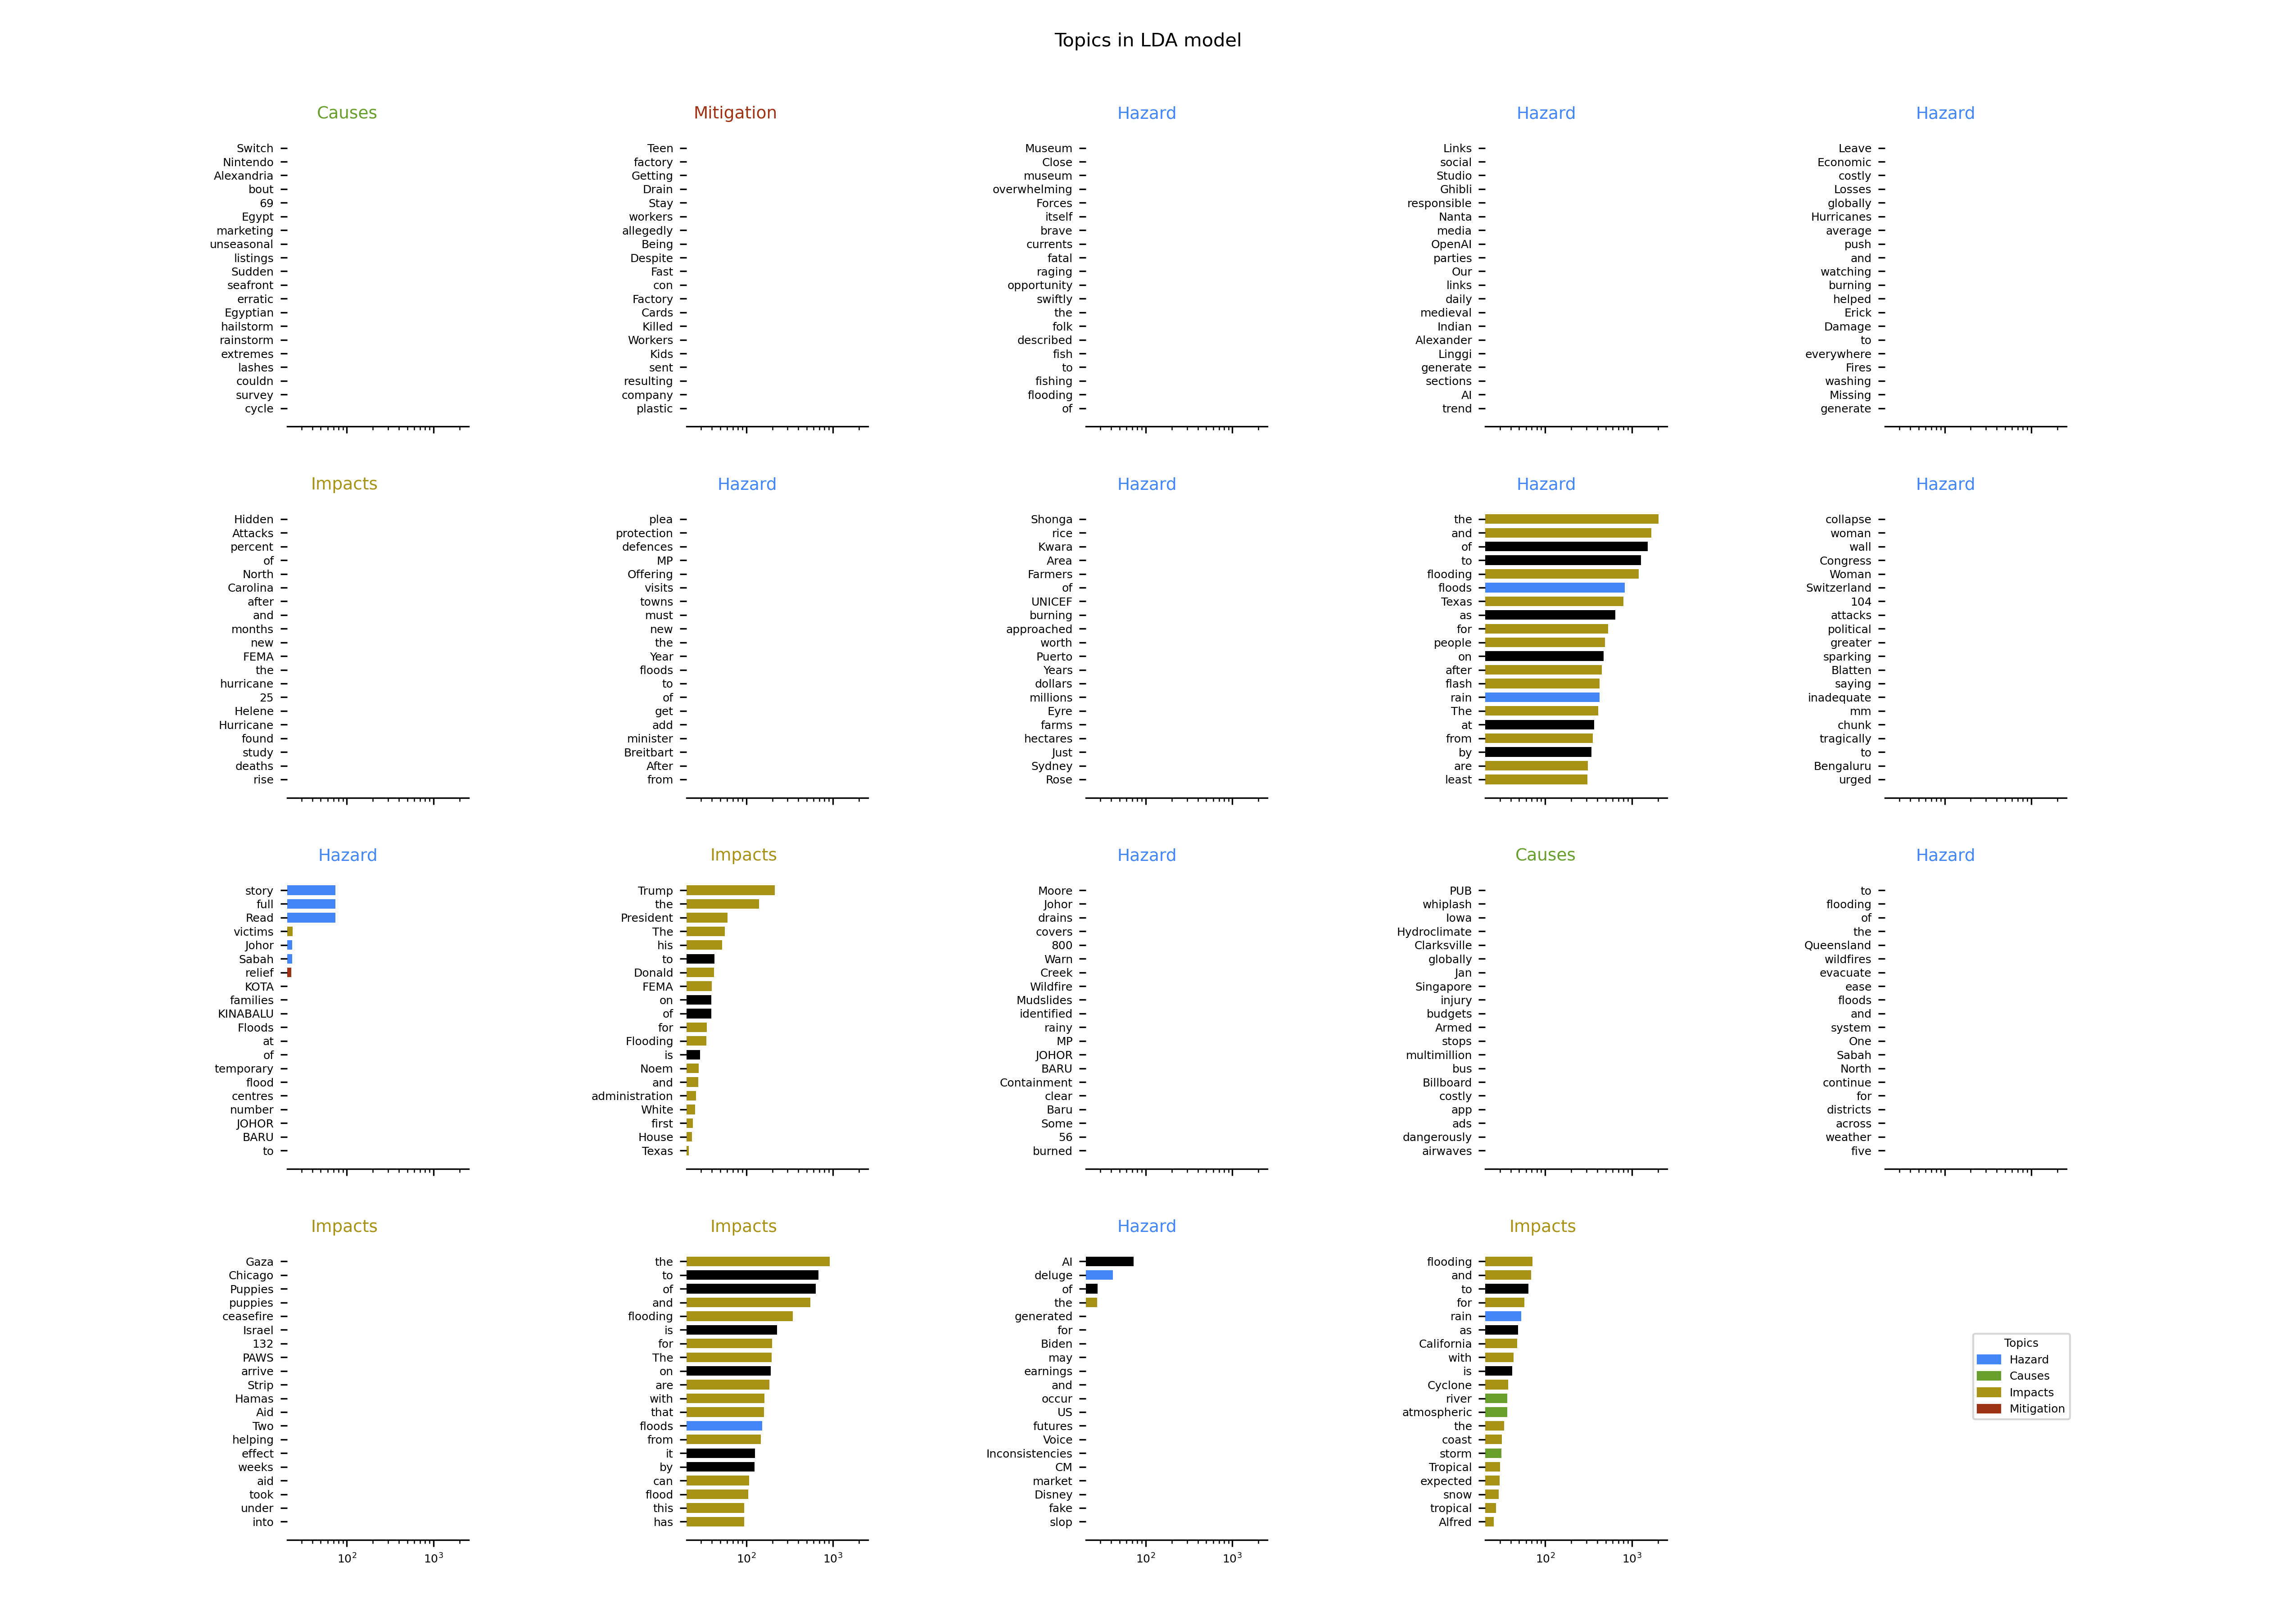 Topics in LDA model
Causes
Switch
Nintendo
Alexandria
bout
69
Egypt
marketing
unseasonal
listings
Sudden
seafront
erratic
Egyptian
hailstorm
rainstorm
extremes
lashes
couldn
survey
cycle
Mitigation
Teen
factory
Getting
Drain
Stay
workers
allegedly
Being
Despite
Fast
con
Factory
Cards
Killed
Workers
Kids
sent
resulting
company
plastic
Hazard
Museum
Close
museum
overwhelming
Forces
itself
brave
currents
fatal
raging
opportunity
swiftly
the
folk
described
fish
to
fishing
flooding
of
Hazard
Links
social
Studio
Ghibli
responsible
Nanta
media
OpenAI
parties
Our
links
daily
medieval
Indian
Alexander
Linggi
generate
sections
AI
trend
Hazard
Leave
Economic
costly
Losses
globally
Hurricanes
average
push
and
watching
burning
helped
Erick
Damage
to
everywhere
Fires
washing
Missing
generate
Impacts
Hidden
Attacks
percent
of
North
Carolina
after
and
months
new
FEMA
the
hurricane
25
Helene
Hurricane
found
study
deaths
rise
Hazard
plea
protection
defences
MP
Offering
visits
towns
must
new
the
Year
floods
to
of
get
add
minister
Breitbart
After
from
Hazard
Shonga
rice
Kwara
Area
Farmers
of
UNICEF
burning
approached
worth
Puerto
Years
dollars
millions
Eyre
farms
hectares
Just
Sydney
Rose
Hazard
the
and
of
to
flooding
floods
Texas
as
for
people
on
after
flash
rain
The
at
from
by
are
least
Hazard
collapse
woman
wall
Congress
Woman
Switzerland
104
attacks
political
greater
sparking
Blatten
saying
inadequate
mm
chunk
tragically
to
Bengaluru
urged
Hazard
story
full
Read
victims
Johor
Sabah
relief
KOTA
families
KINABALU
Floods
at
of
temporary
flood
centres
number
JOHOR
BARU
to
Impacts
Trump
the
President
The
his
to
Donald
FEMA
on
of
for
Flooding
is
Noem
and
administration
White
first
House
Texas
Hazard
Moore
Johor
drains
covers
800
Warn
Creek
Wildfire
Mudslides
identified
rainy
MP
JOHOR
BARU
Containment
clear
Baru
Some
56
burned
Causes
PUB
whiplash
Iowa
Hydroclimate
Clarksville
globally
Jan
Singapore
injury
budgets
Armed
stops
multimillion
bus
Billboard
costly
app
ads
dangerously
airwaves
Hazard
to
flooding
of
the
Queensland
wildfires
evacuate
ease
floods
and
system
One
Sabah
North
continue
for
districts
across
weather
five
Impacts
Gaza
Chicago
Puppies
puppies
ceasefire
Israel
132
PAWS
arrive
Strip
Hamas
Aid
Two
helping
effect
weeks
aid
took
under
into
10² 10³
Impacts
the
to
of
and
flooding
is
for
The
on
are
with
that
floods
from
it
by
can
flood
this
has
10² 10³
Hazard
AI
deluge
of
the
generated
for
Biden
may
earnings
and
occur
US
futures
Voice
Inconsistencies
CM
market
Disney
fake
slop
10² 10³
Impacts
flooding
and
to
for
rain
as
California
with
is
Cyclone
river
atmospheric
the
coast
storm
Tropical
expected
snow
tropical
Alfred
10² 10³
Topics
Hazard
Causes
Impacts
Mitigation